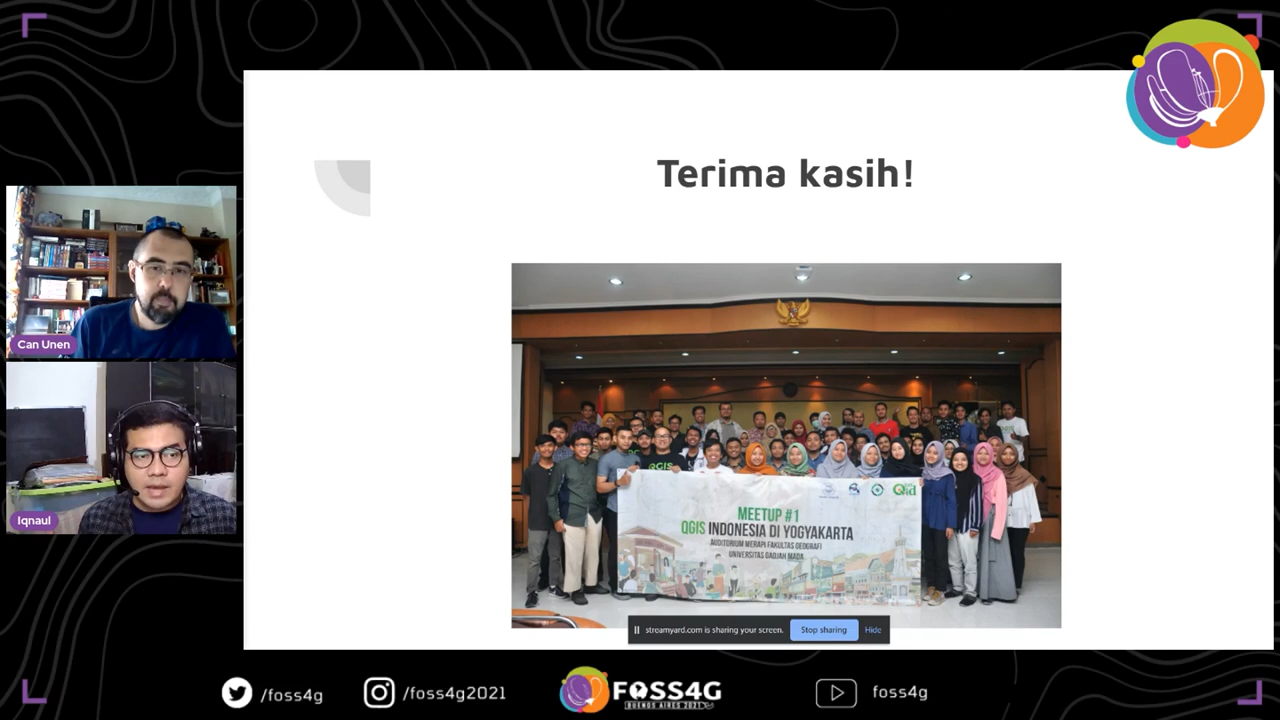 Terima kasih!
Can Unen
Iqnaul
QGIS
Qid
MEETUP #1
QGIS INDONESIA DI YOGYAKARTA
AUDITORIUM MERAPI FAKULTAS GEOGRAFI
UNIVERSITAS GADJAH MADA
streamyard.com is sharing your screen.
Stop sharing
Hide
/foss4g
/foss4g2021
FOSS4G
BUENOS AIRES 2021
foss4g